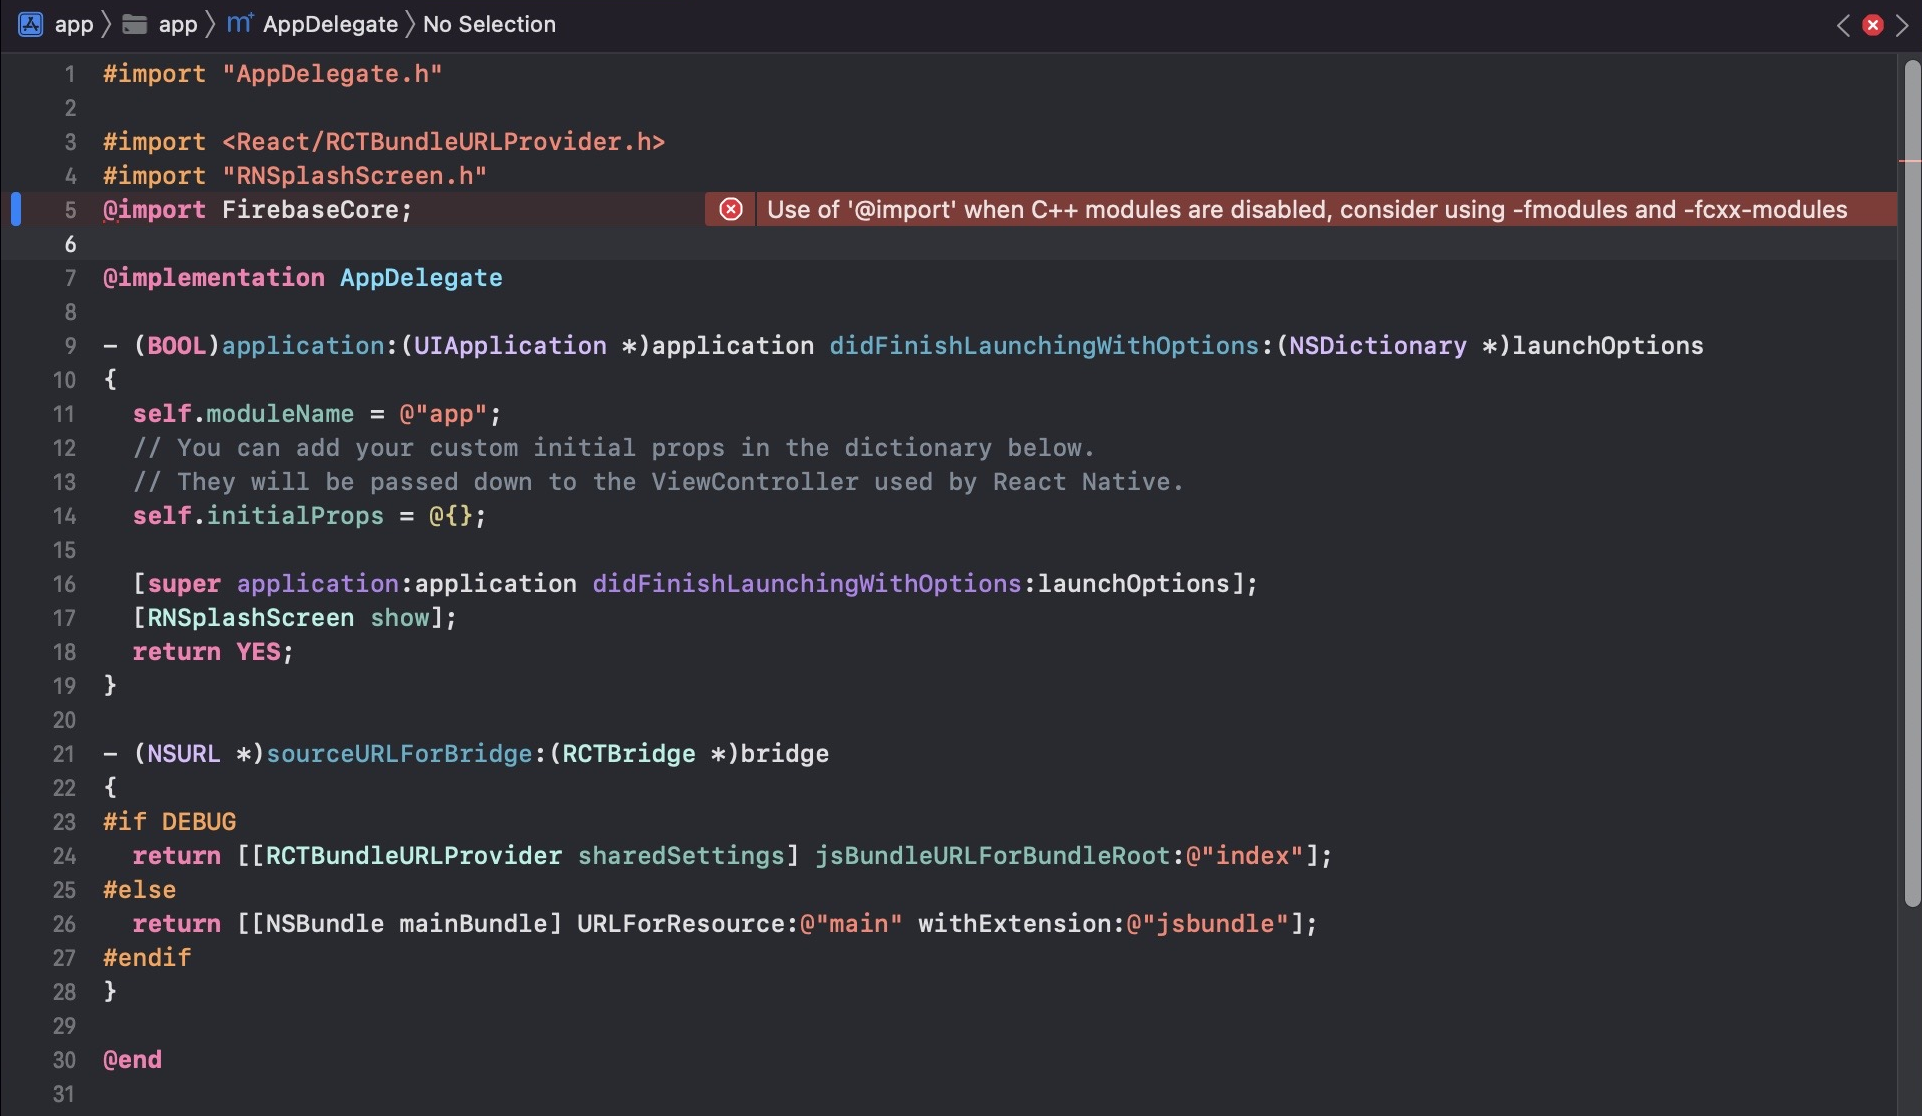 app 〉 app 〉 m+ AppDelegate 〉 No Selection
1 #import "AppDelegate.h"
2
3 #import <React/RCTBundleURLProvider.h>
4 #import "RNSplashScreen.h"
5 @import FirebaseCore; Use of '@import' when C++ modules are disabled, consider using -fmodules and -fcxx-modules
6
7 @implementation AppDelegate
8
9 - (BOOL)application:(UIApplication *)application didFinishLaunchingWithOptions:(NSDictionary *)launchOptions
10 {
11   self.moduleName = @"app";
12   // You can add your custom initial props in the dictionary below.
13   // They will be passed down to the ViewController used by React Native.
14   self.initialProps = @{};
15
16   [super application:application didFinishLaunchingWithOptions:launchOptions];
17   [RNSplashScreen show];
18   return YES;
19 }
20
21 - (NSURL *)sourceURLForBridge:(RCTBridge *)bridge
22 {
23 #if DEBUG
24   return [[RCTBundleURLProvider sharedSettings] jsBundleURLForBundleRoot:@"index"];
25 #else
26   return [[NSBundle mainBundle] URLForResource:@"main" withExtension:@"jsbundle"];
27 #endif
28 }
29
30 @end
31